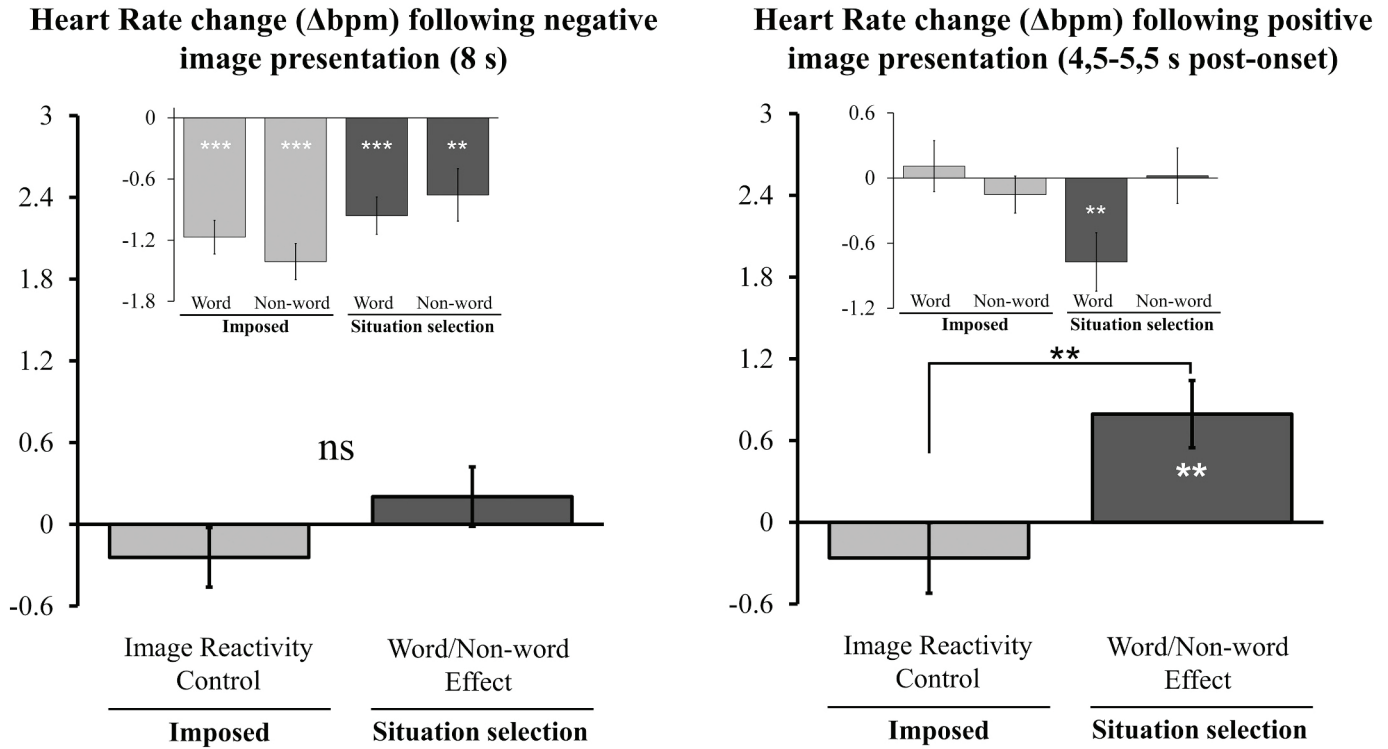 Heart Rate change (Δbpm) following negative
image presentation (8 s)
3
2.4
1.8
1.2
0.6
0
-0.6
0
-0.6
-1.2
-1.8
***
***
***
**
Word
Non-word
Word
Non-word
Imposed
Situation selection
ns
Image Reactivity
Control
Word/Non-word
Effect
Imposed
Situation selection
Heart Rate change (Δbpm) following positive
image presentation (4,5-5,5 s post-onset)
3
2.4
1.8
1.2
0.6
0
-0.6
0.6
0
-0.6
-1.2
**
Word
Non-word
Word
Non-word
Imposed
Situation selection
**
**
Image Reactivity
Control
Word/Non-word
Effect
Imposed
Situation selection